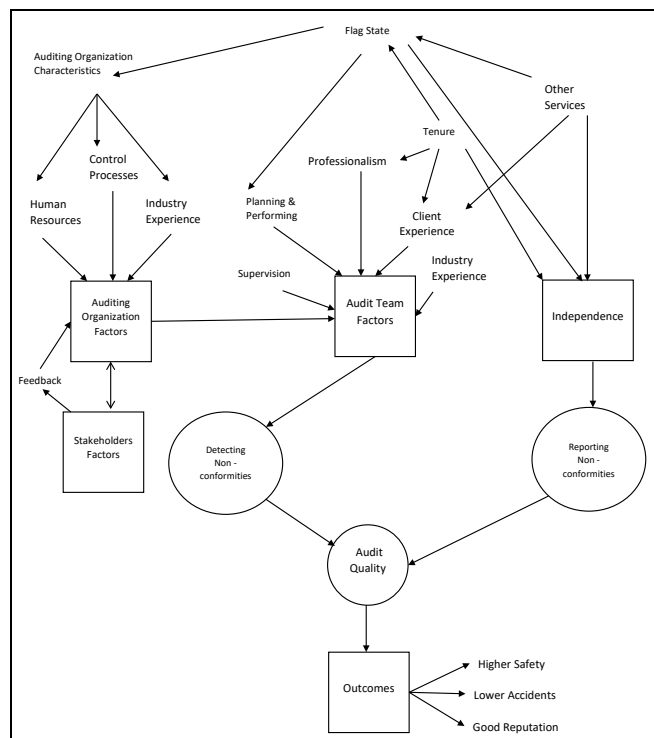 Flag State
Auditing Organization
Characteristics
Other
Services
Tenure
Control
Processes
Professionalism
Human
Resources
Industry
Experience
Planning &
Performing
Client
Experience
Industry
Experience
Supervision
Auditing
Organization
Factors
Audit Team
Factors
Independence
Feedback
Stakeholders
Factors
Detecting
Non -
conformities
Reporting
Non -
conformities
Audit
Quality
Outcomes
Higher Safety
Lower Accidents
Good Reputation